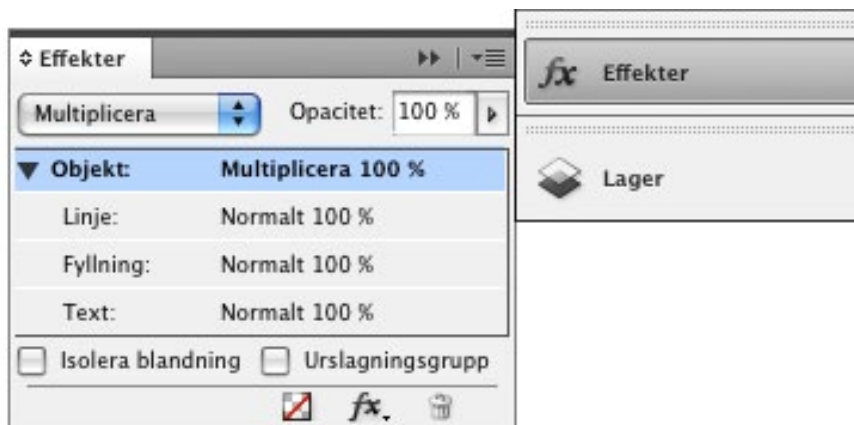 Effekter
Multiplicera Opacitet: 100 %
Objekt: Multiplicera 100 %
Linje: Normalt 100 %
Fyllning: Normalt 100 %
Text: Normalt 100 %
Isolera blandning Urslagningsgrupp
fx.
fx Effekter
Lager